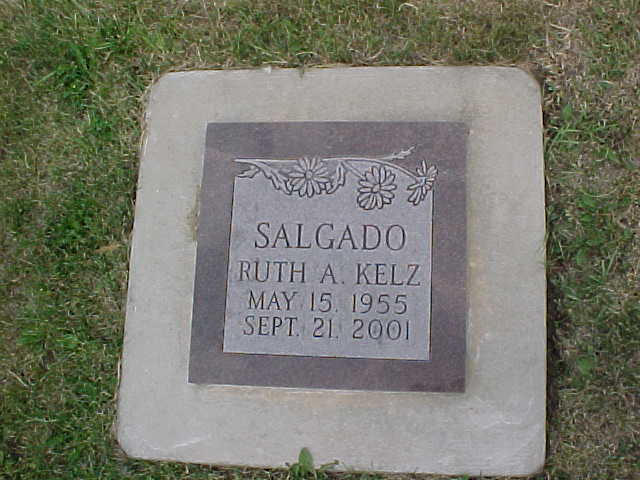 SALGADO
RUTH A. KELZ
MAY 15, 1955
SEPT. 21, 2001